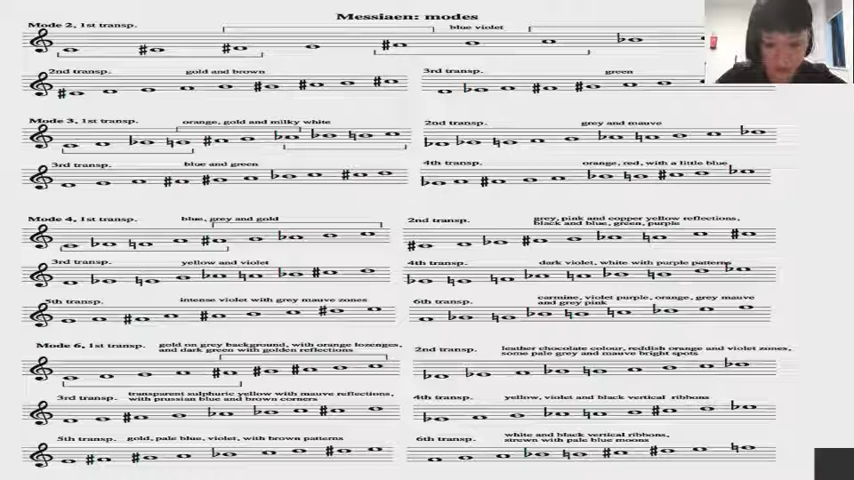 Messiaen: modes
Mode 2, 1st transp.
blue violet
2nd transp.
gold and brown
3rd transp.
green
Mode 3, 1st transp.
orange, gold and milky white
2nd transp.
grey and mauve
3rd transp.
blue and green
4th transp.
orange, red, with a little blue
Mode 4, 1st transp.
blue, grey and gold
2nd transp.
grey, pink and copper yellow reflections,
black and blue, green, purple
3rd transp.
yellow and violet
4th transp.
dark violet, white with purple patterns
5th transp.
intense violet with grey mauve zones
6th transp.
carmine, violet purple, orange, grey mauve
and grey pink
Mode 6, 1st transp.
gold on grey background, with orange lozenges,
and dark green with golden reflections
2nd transp.
leather chocolate colour, reddish orange and violet zones,
some pale grey and mauve bright spots
3rd transp.
transparent sulphuric yellow with mauve reflections,
with prussian blue and brown corners
4th transp.
yellow, violet and black vertical ribbons
5th transp.
gold, pale blue, violet, with brown patterns
6th transp.
white and black vertical ribbons,
strewn with pale blue moons